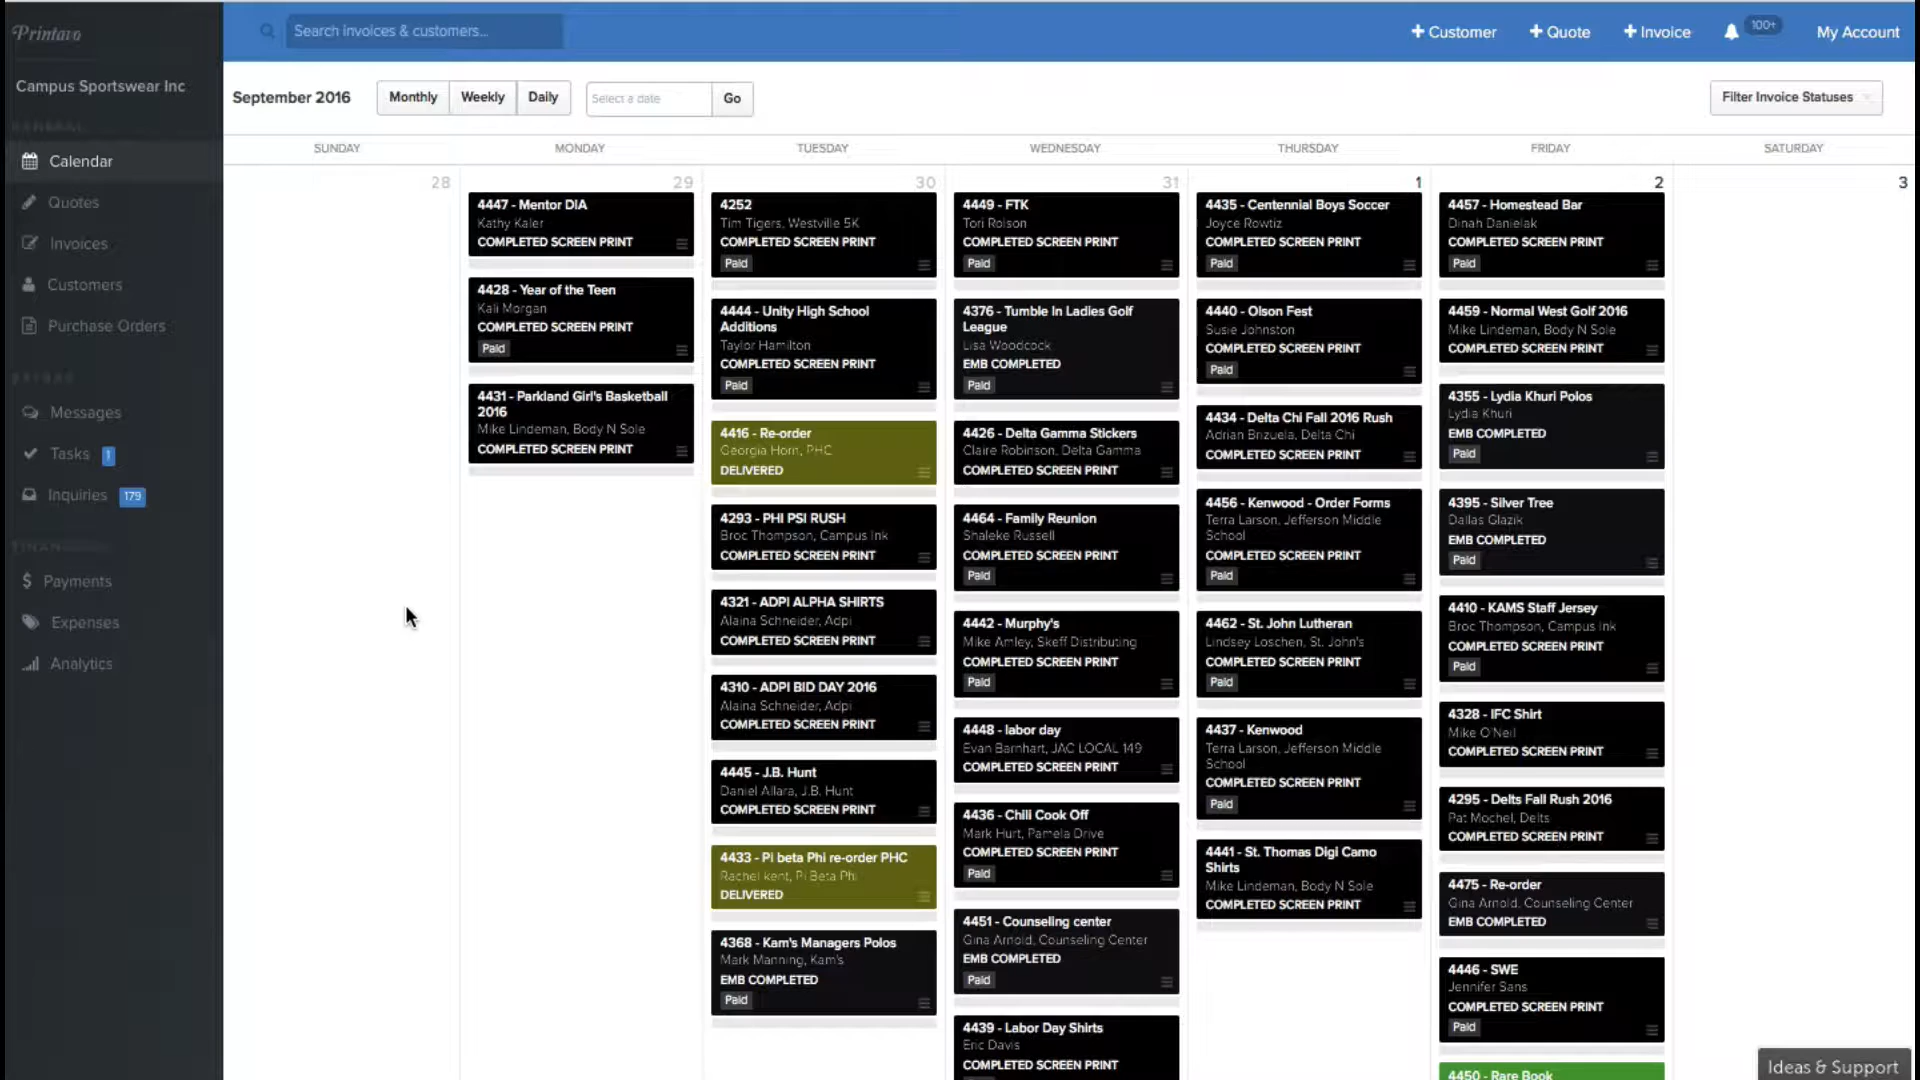 Printavo
Search invoices & customers...
+ Customer
+ Quote
+ Invoice
100+
My Account
Campus Sportswear Inc
GENERAL
Calendar
Quotes
Invoices
Customers
Purchase Orders
Messages
Tasks 1
Inquiries 179
Payments
Expenses
Analytics
September 2016
Monthly
Weekly
Daily
Select a date
Go
Filter Invoice Statuses
SUNDAY
MONDAY
TUESDAY
WEDNESDAY
THURSDAY
FRIDAY
SATURDAY
28
29
4447 - Mentor DIA
Kathy Kaler
COMPLETED SCREEN PRINT
4428 - Year of the Teen
Kali Morgan
COMPLETED SCREEN PRINT
Paid
4431 - Parkland Girl's Basketball
2016
Mike Lindeman, Body N Sole
COMPLETED SCREEN PRINT
30
4252
Tim Tigers, Westville 5K
COMPLETED SCREEN PRINT
Paid
4444 - Unity High School
Additions
Taylor Hamilton
COMPLETED SCREEN PRINT
Paid
4416 - Re-order
Georgia Horn, PHC
DELIVERED
4293 - PHI PSI RUSH
Broc Thompson, Campus Ink
COMPLETED SCREEN PRINT
4321 - ADPI ALPHA SHIRTS
Alaina Schneider, Adpi
COMPLETED SCREEN PRINT
4310 - ADPI BID DAY 2016
Alaina Schneider, Adpi
COMPLETED SCREEN PRINT
4445 - J.B. Hunt
Daniel Allara, J.B. Hunt
COMPLETED SCREEN PRINT
4433 - Pi beta Phi re-order PHC
Rachel kent, Pi Beta Phi
DELIVERED
4368 - Kam's Managers Polos
Mark Manning, Kam's
EMB COMPLETED
Paid
31
4449 - FTK
Tori Rolson
COMPLETED SCREEN PRINT
Paid
4376 - Tumble In Ladies Golf
League
Lisa Woodcock
EMB COMPLETED
Paid
4426 - Delta Gamma Stickers
Claire Robinson, Delta Gamma
COMPLETED SCREEN PRINT
4464 - Family Reunion
Shaleke Russell
COMPLETED SCREEN PRINT
Paid
4442 - Murphy's
Mike Amley, Skeff Distributing
COMPLETED SCREEN PRINT
Paid
4448 - labor day
Evan Barnhart, JAC LOCAL 149
COMPLETED SCREEN PRINT
4436 - Chili Cook Off
Mark Hurt, Pamela Drive
COMPLETED SCREEN PRINT
Paid
4451 - Counseling center
Gina Arnold, Counseling Center
EMB COMPLETED
Paid
4439 - Labor Day Shirts
Eric Davis
COMPLETED SCREEN PRINT
1
4435 - Centennial Boys Soccer
Joyce Rowtiz
COMPLETED SCREEN PRINT
Paid
4440 - Olson Fest
Susie Johnston
COMPLETED SCREEN PRINT
Paid
4434 - Delta Chi Fall 2016 Rush
Adrian Brizuela, Delta Chi
COMPLETED SCREEN PRINT
4456 - Kenwood - Order Forms
Terra Larson, Jefferson Middle
School
COMPLETED SCREEN PRINT
Paid
4462 - St. John Lutheran
Lindsey Loschen, St. John's
COMPLETED SCREEN PRINT
Paid
4437 - Kenwood
Terra Larson, Jefferson Middle
School
COMPLETED SCREEN PRINT
Paid
4441 - St. Thomas Digi Camo
Shirts
Mike Lindeman, Body N Sole
COMPLETED SCREEN PRINT
2
4457 - Homestead Bar
Dinah Danielak
COMPLETED SCREEN PRINT
Paid
4459 - Normal West Golf 2016
Mike Lindeman, Body N Sole
COMPLETED SCREEN PRINT
4355 - Lydia Khuri Polos
Lydia Khuri
EMB COMPLETED
Paid
4395 - Silver Tree
Dallas Glazik
EMB COMPLETED
Paid
4410 - KAMS Staff Jersey
Broc Thompson, Campus Ink
COMPLETED SCREEN PRINT
Paid
4328 - IFC Shirt
Mike O'Neil
COMPLETED SCREEN PRINT
4295 - Delts Fall Rush 2016
Pat Mochel, Delts
COMPLETED SCREEN PRINT
4475 - Re-order
Gina Arnold, Counseling Center
EMB COMPLETED
4446 - SWE
Jennifer Sans
COMPLETED SCREEN PRINT
Paid
4450 - Rare Book
3
Ideas & Support